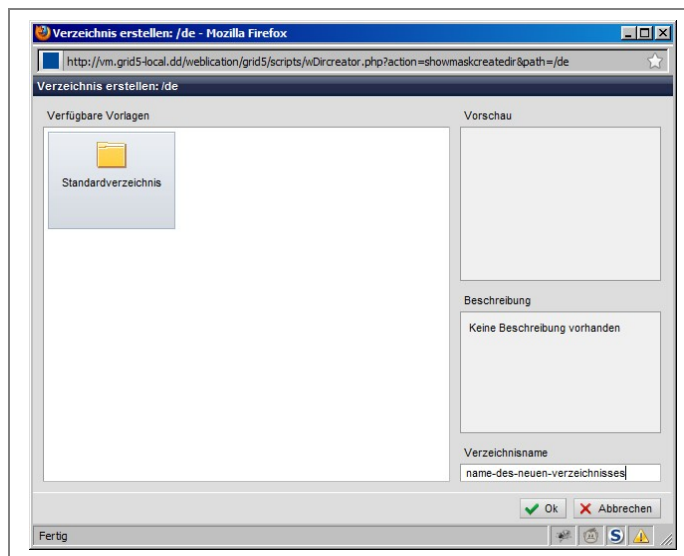 Verzeichnis erstellen: /de - Mozilla Firefox
http://vm.grid5-local.dd/weblication/grid5/scripts/wDircreator.php?action=showmaskcreatedir&path=/de
Verzeichnis erstellen: /de
Verfügbare Vorlagen
Standardverzeichnis
Vorschau
Beschreibung
Keine Beschreibung vorhanden
Verzeichnisname
name-des-neuen-verzeichnisses
Ok
Abbrechen
Fertig
S